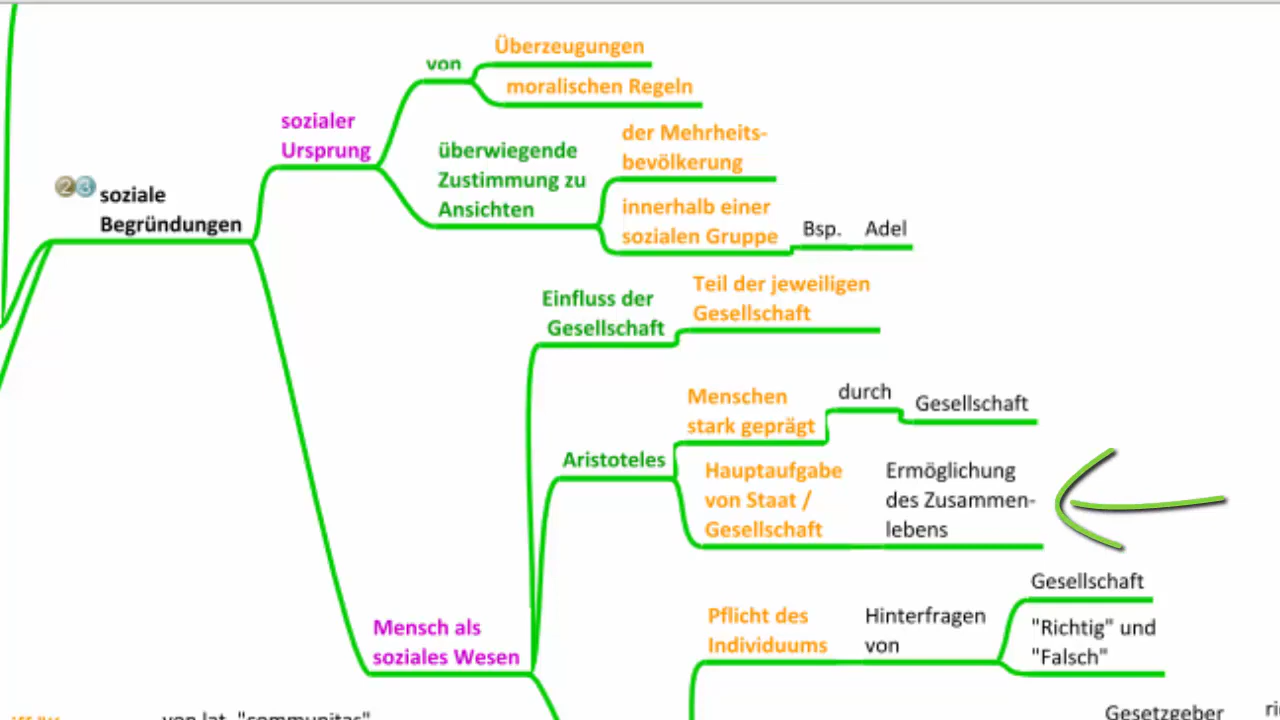 Überzeugungen
von
moralischen Regeln
sozialer
Ursprung
der Mehrheits-
bevölkerung
überwiegende
Zustimmung zu
Ansichten
innerhalb einer
sozialen Gruppe
Bsp. Adel
2 3 soziale
Begründungen
Teil der jeweiligen
Gesellschaft
Einfluss der
Gesellschaft
Menschen
stark geprägt
durch
Gesellschaft
Aristoteles
Hauptaufgabe
von Staat /
Gesellschaft
Ermöglichung
des Zusammen-
lebens
Gesellschaft
Pflicht des
Individuums
Hinterfragen
von
"Richtig" und
"Falsch"
Mensch als
soziales Wesen
von lat. "communitas"
Gesetzgeber